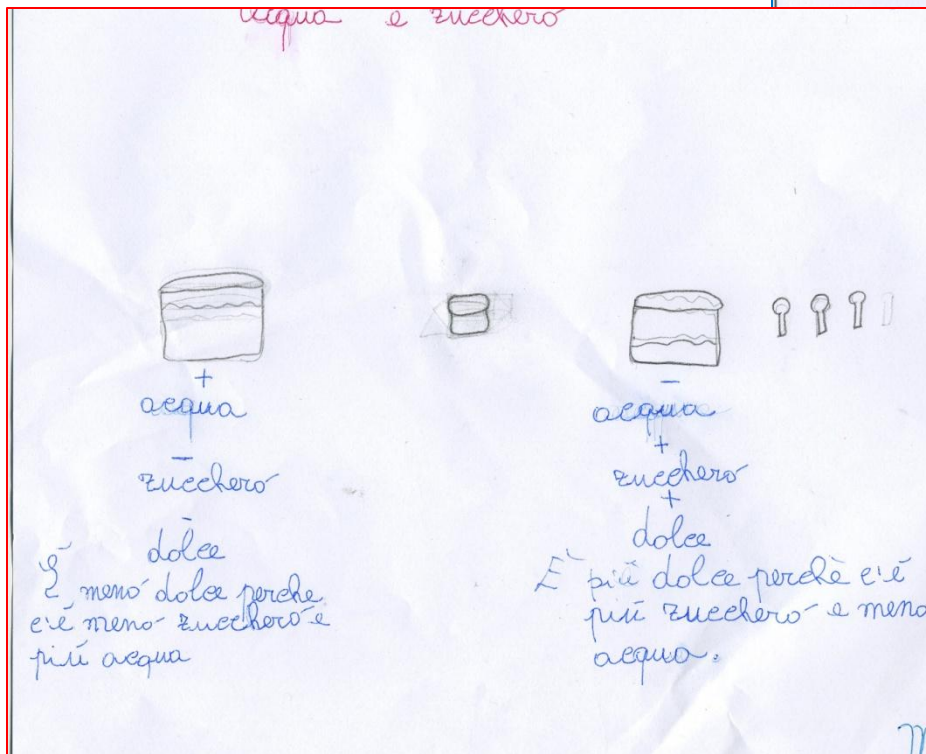 acqua e zucchero
+
acqua
-
zucchero
-
dolce
È meno dolce perche
c'è meno zucchero e
più acqua
-
acqua
+
zucchero
+
dolce
E' più dolce perchè c'è
più zucchero e meno
acqua.